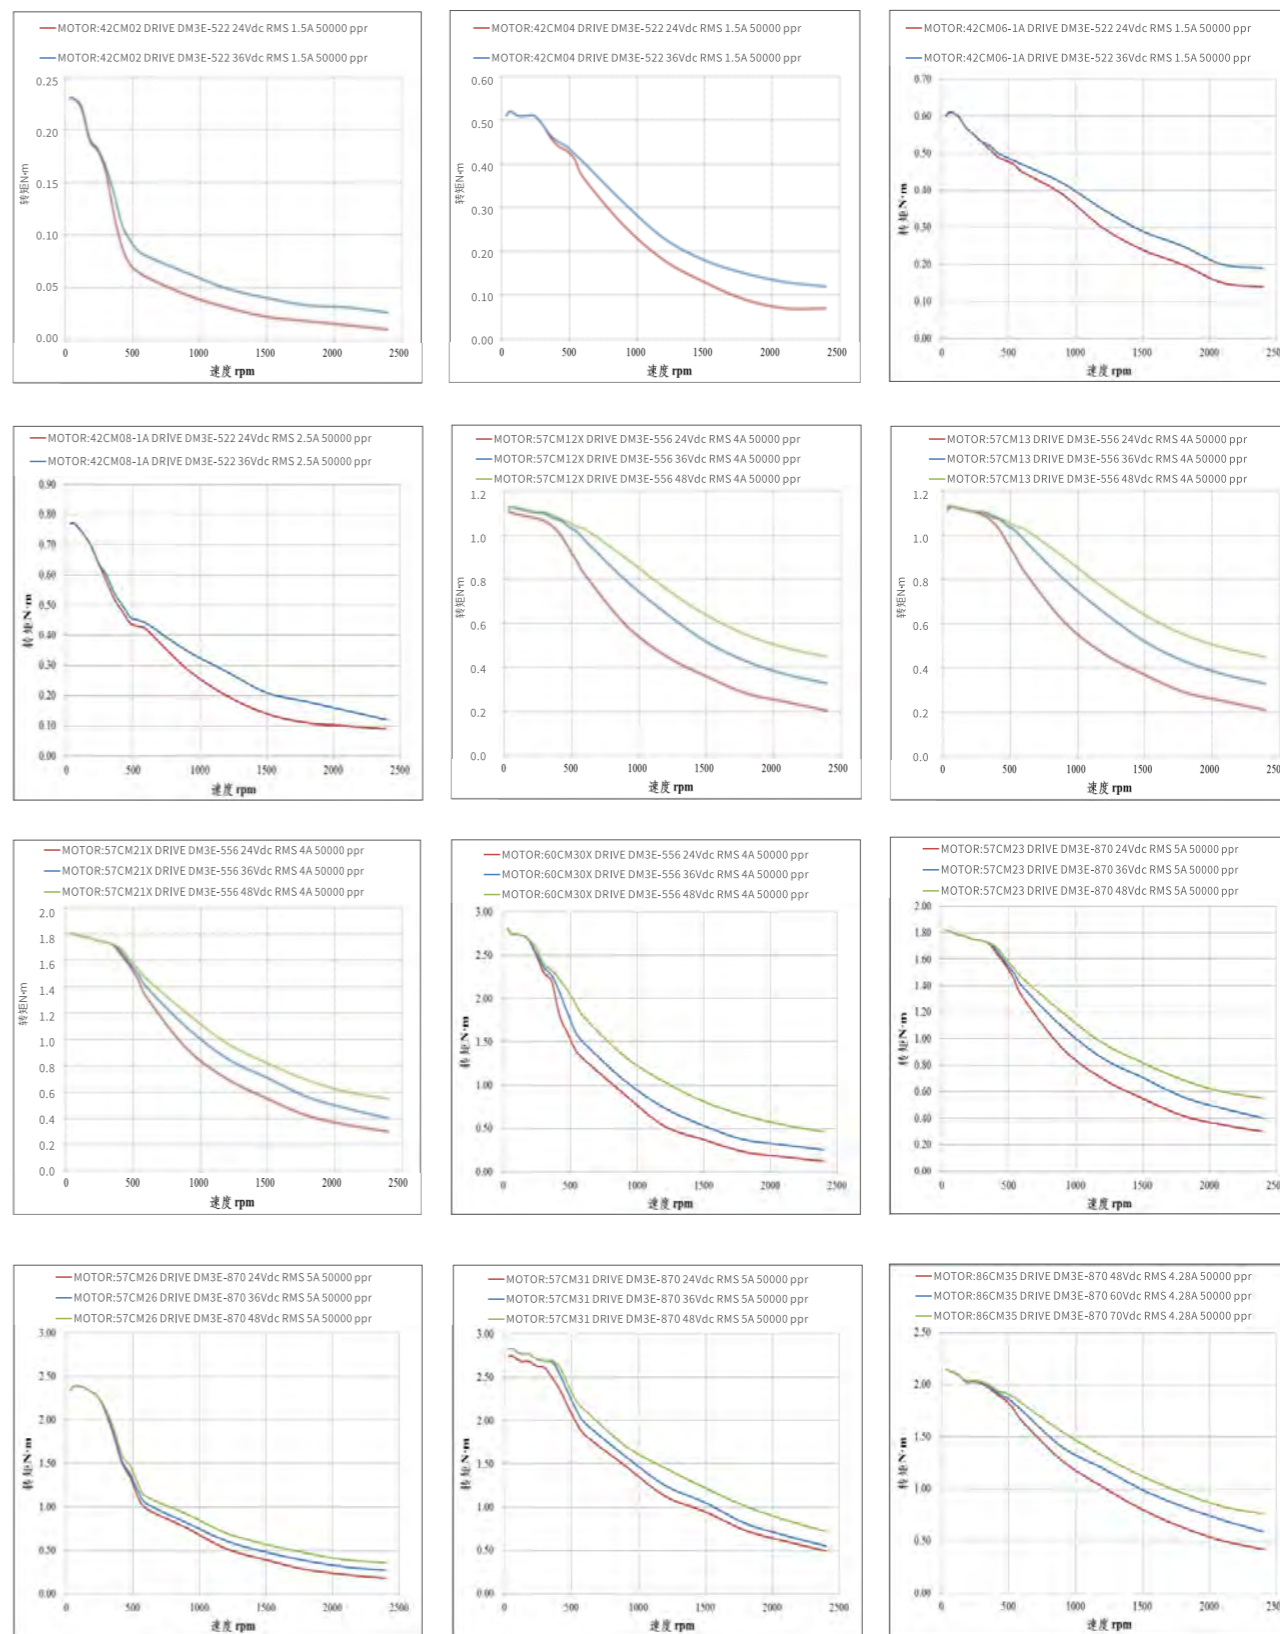 MOTOR:42CM02 DRIVE DM3E-522 24Vdc RMS 1.5A 50000 ppr
MOTOR:42CM02 DRIVE DM3E-522 36Vdc RMS 1.5A 50000 ppr
0.25
0.20
0.15
0.10
0.05
0.00
转矩N·m
0 500 1000 1500 2000 2500
速度 rpm
MOTOR:42CM04 DRIVE DM3E-522 24Vdc RMS 1.5A 50000 ppr
MOTOR:42CM04 DRIVE DM3E-522 36Vdc RMS 1.5A 50000 ppr
0.60
0.50
0.40
0.30
0.20
0.10
0.00
转矩N·m
0 500 1000 1500 2000 2500
速度 rpm
MOTOR:42CM06-1A DRIVE DM3E-522 24Vdc RMS 1.5A 50000 ppr
MOTOR:42CM06-1A DRIVE DM3E-522 36Vdc RMS 1.5A 50000 ppr
0.70
0.60
0.50
0.40
0.30
0.20
0.10
0.00
转矩N·m
0 500 1000 1500 2000 250
速度 rpm
MOTOR:42CM08-1A DRIVE DM3E-522 24Vdc RMS 2.5A 50000 ppr
MOTOR:42CM08-1A DRIVE DM3E-522 36Vdc RMS 2.5A 50000 ppr
0.90
0.80
0.70
0.60
0.50
0.40
0.30
0.20
0.10
0.00
转矩N·m
0 500 1000 1500 2000 2500
速度 rpm
MOTOR:57CM12X DRIVE DM3E-556 24Vdc RMS 4A 50000 ppr
MOTOR:57CM12X DRIVE DM3E-556 36Vdc RMS 4A 50000 ppr
MOTOR:57CM12X DRIVE DM3E-556 48Vdc RMS 4A 50000 ppr
1.2
1.0
0.8
0.6
0.4
0.2
0.0
转矩N·m
0 500 1000 1500 2000 2500
速度 rpm
MOTOR:57CM13 DRIVE DM3E-556 24Vdc RMS 4A 50000 ppr
MOTOR:57CM13 DRIVE DM3E-556 36Vdc RMS 4A 50000 ppr
MOTOR:57CM13 DRIVE DM3E-556 48Vdc RMS 4A 50000 ppr
1.2
1.0
0.8
0.6
0.4
0.2
0.0
转矩N·m
0 500 1000 1500 2000 250
速度 rpm
MOTOR:57CM21X DRIVE DM3E-556 24Vdc RMS 4A 50000 ppr
MOTOR:57CM21X DRIVE DM3E-556 36Vdc RMS 4A 50000 ppr
MOTOR:57CM21X DRIVE DM3E-556 48Vdc RMS 4A 50000 ppr
2.0
1.8
1.6
1.4
1.2
1.0
0.8
0.6
0.4
0.2
0.0
转矩N·m
0 500 1000 1500 2000 2500
速度 rpm
MOTOR:60CM30X DRIVE DM3E-556 24Vdc RMS 4A 50000 ppr
MOTOR:60CM30X DRIVE DM3E-556 36Vdc RMS 4A 50000 ppr
MOTOR:60CM30X DRIVE DM3E-556 48Vdc RMS 4A 50000 ppr
3.00
2.50
2.00
1.50
1.00
0.50
0.00
转矩N·m
0 500 1000 1500 2000 2500
速度 rpm
MOTOR:57CM23 DRIVE DM3E-870 24Vdc RMS 5A 50000 ppr
MOTOR:57CM23 DRIVE DM3E-870 36Vdc RMS 5A 50000 ppr
MOTOR:57CM23 DRIVE DM3E-870 48Vdc RMS 5A 50000 ppr
2.00
1.80
1.60
1.40
1.20
1.00
0.80
0.60
0.40
0.20
0.00
转矩N·m
0 500 1000 1500 2000 250
速度 rpm
MOTOR:57CM26 DRIVE DM3E-870 24Vdc RMS 5A 50000 ppr
MOTOR:57CM26 DRIVE DM3E-870 36Vdc RMS 5A 50000 ppr
MOTOR:57CM26 DRIVE DM3E-870 48Vdc RMS 5A 50000 ppr
3.00
2.50
2.00
1.50
1.00
0.50
0.00
转矩N·m
0 500 1000 1500 2000 2500
速度 rpm
MOTOR:57CM31 DRIVE DM3E-870 24Vdc RMS 5A 50000 ppr
MOTOR:57CM31 DRIVE DM3E-870 36Vdc RMS 5A 50000 ppr
MOTOR:57CM31 DRIVE DM3E-870 48Vdc RMS 5A 50000 ppr
3.00
2.50
2.00
1.50
1.00
0.50
0.00
转矩N·m
0 500 1000 1500 2000 2500
速度 rpm
MOTOR:86CM35 DRIVE DM3E-870 48Vdc RMS 4.28A 50000 ppr
MOTOR:86CM35 DRIVE DM3E-870 60Vdc RMS 4.28A 50000 ppr
MOTOR:86CM35 DRIVE DM3E-870 70Vdc RMS 4.28A 50000 ppr
2.50
2.00
1.50
1.00
0.50
0.00
转矩N·m
0 500 1000 1500 2000 250
速度 rpm